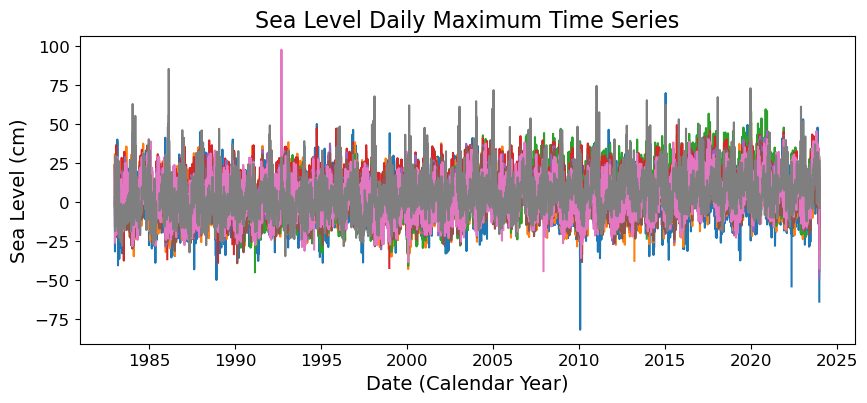 Sea Level Daily Maximum Time Series
Sea Level (cm)
100
75
50
25
0
−25
−50
−75
1985 1990 1995 2000 2005 2010 2015 2020 2025
Date (Calendar Year)